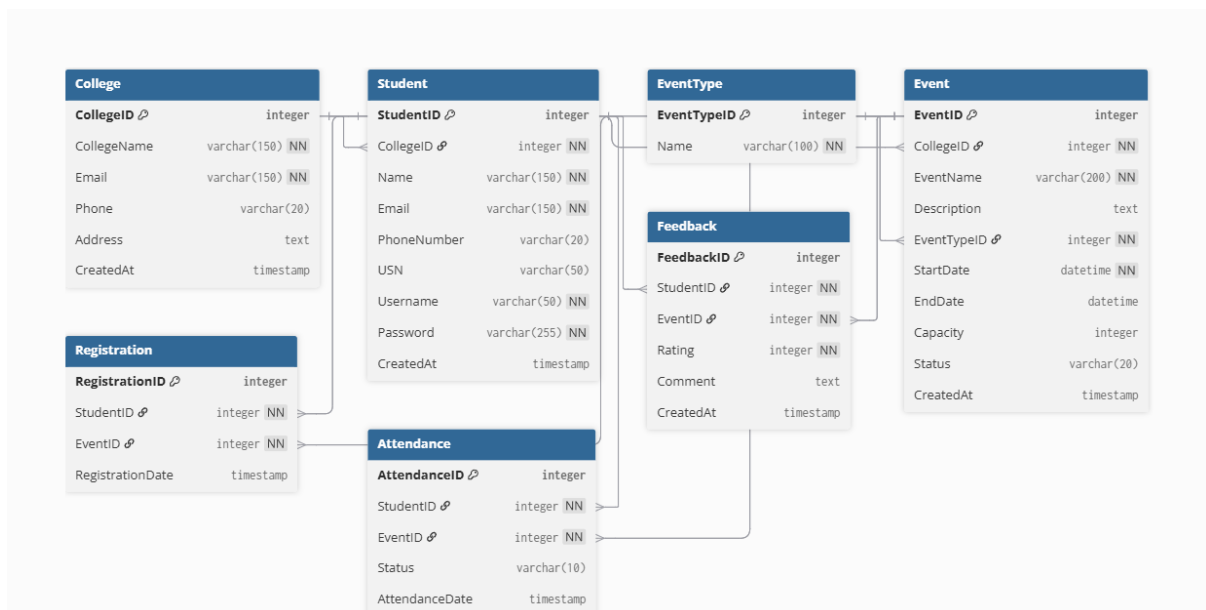 College
CollegeID integer
CollegeName varchar(150) NN
Email varchar(150) NN
Phone varchar(20)
Address text
CreatedAt timestamp
Student
StudentID integer
CollegeID integer NN
Name varchar(150) NN
Email varchar(150) NN
PhoneNumber varchar(20)
USN varchar(50)
Username varchar(50) NN
Password varchar(255) NN
CreatedAt timestamp
EventType
EventTypeID integer
Name varchar(100) NN
Event
EventID integer
CollegeID integer NN
EventName varchar(200) NN
Description text
EventTypeID integer NN
StartDate datetime NN
EndDate datetime
Capacity integer
Status varchar(20)
CreatedAt timestamp
Feedback
FeedbackID integer
StudentID integer NN
EventID integer NN
Rating integer NN
Comment text
CreatedAt timestamp
Registration
RegistrationID integer
StudentID integer NN
EventID integer NN
RegistrationDate timestamp
Attendance
AttendanceID integer
StudentID integer NN
EventID integer NN
Status varchar(10)
AttendanceDate timestamp